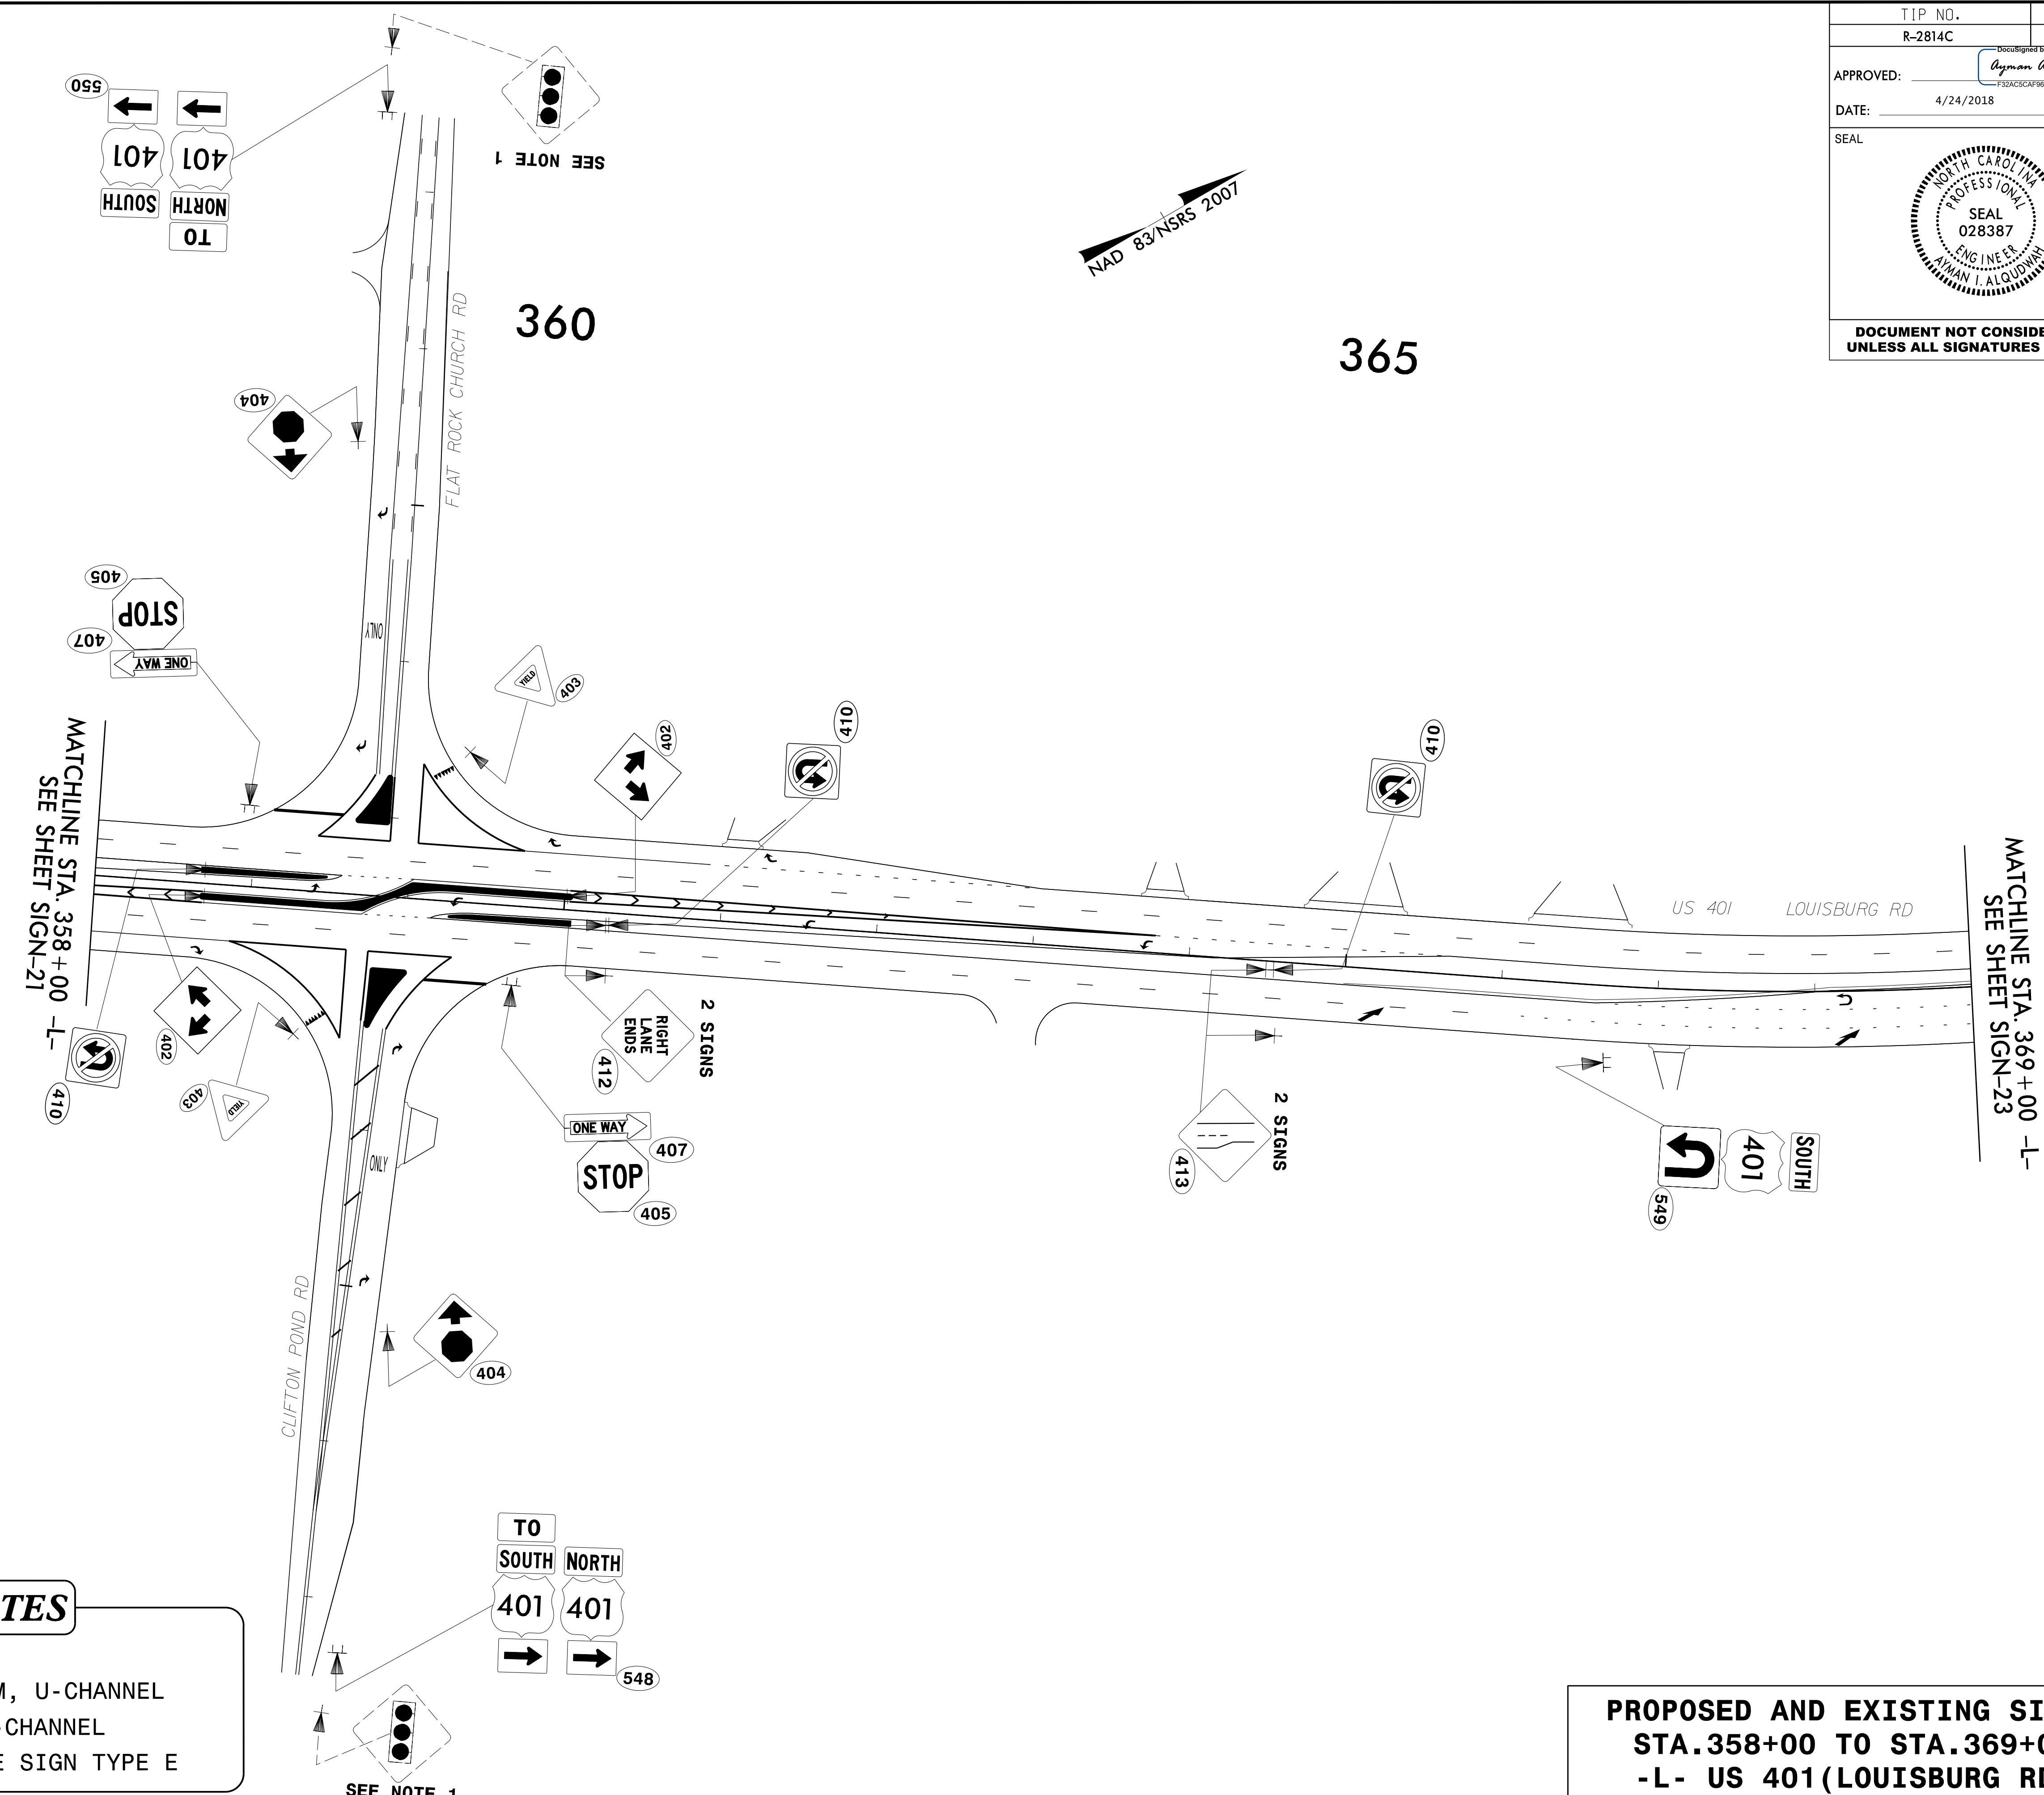 TIP NO.
R-2814C
DocuSigned b
APPROVED:
Ayman A
F32AC5CAF96
DATE:
4/24/2018
SEAL
NORTH CAROLINA
PROFESSIONAL
SEAL
028387
ENGINEER
AYMAN I. ALQUDWAH
DOCUMENT NOT CONSIDE
UNLESS ALL SIGNATURES
550
401
401
SOUTH
NORTH
TO
SEE NOTE 1
NAD 83/NSRS 2007
360
365
FLAT ROCK CHURCH RD
404
405
STOP
407
ONE WAY
ONLY
YIELD
403
402
410
410
MATCHLINE STA. 358+00 -L-
SEE SHEET SIGN-21
US 401 LOUISBURG RD
MATCHLINE STA. 369+00 -L-
SEE SHEET SIGN-23
410
402
403
YIELD
RIGHT
LANE
ENDS
412
2 SIGNS
ONE WAY
407
STOP
405
ONLY
413
2 SIGNS
SOUTH
401
549
CLIFTON POND RD
404
TO
SOUTH
NORTH
401
401
548
SEE NOTE 1
TES
M, U-CHANNEL
-CHANNEL
E SIGN TYPE E
PROPOSED AND EXISTING SI
STA.358+00 TO STA.369+0
-L- US 401(LOUISBURG RD